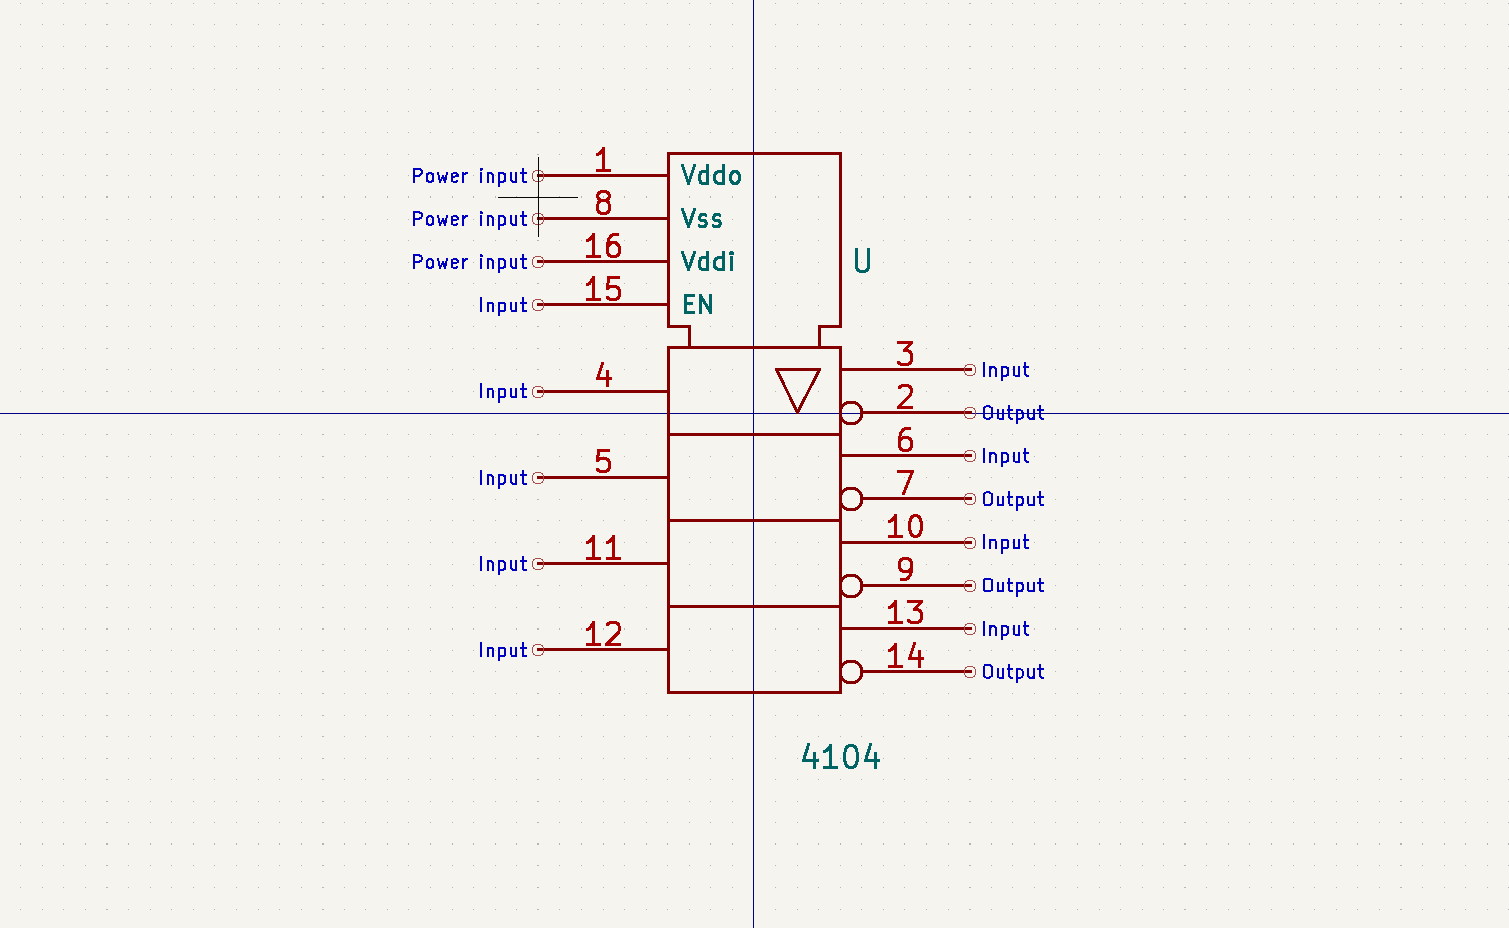 Power input 1 Vddo
Power input 8 Vss
Power input 16 Vddi
U
Input 15 EN
3 Input
Input 4
2 Output
6 Input
Input 5
7 Output
10 Input
Input 11
9 Output
13 Input
Input 12
14 Output
4104